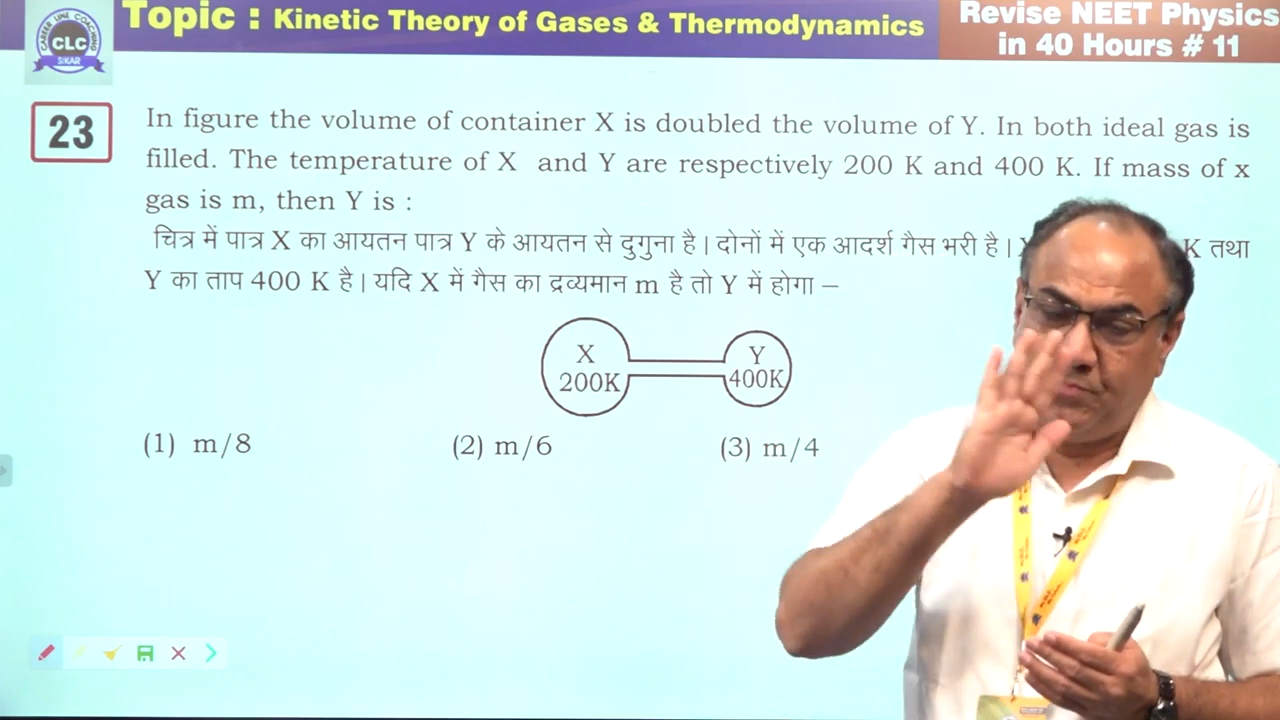 Topic : Kinetic Theory of Gases & Thermodynamics
Revise NEET Physics
in 40 Hours # 11
CAREER LINE COACHING
CLC
SIKAR
23
In figure the volume of container X is doubled the volume of Y. In both ideal gas is
filled. The temperature of X and Y are respectively 200 K and 400 K. If mass of x
gas is m, then Y is :
चित्र में पात्र X का आयतन पात्र Y के आयतन से दुगुना है। दोनों में एक आदर्श गैस भरी है। K तथा
Y का ताप 400 K है। यदि X में गैस का द्रव्यमान m है तो Y में होगा –
X
200K
Y
400K
(1) m/8
(2) m/6
(3) m/4